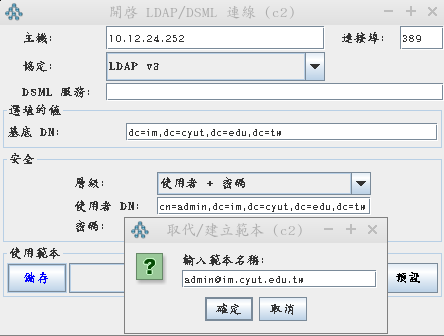 開啟 LDAP/DSML 連線 (c2)
主機: 10.12.24.252 連接埠: 389
協定: LDAP v3
DSML 服務:
選填的值
基底 DN: dc=im,dc=cyut,dc=edu,dc=tw
安全
層級: 使用者 + 密碼
使用者 DN: cn=admin,dc=im,dc=cyut,dc=edu,dc=tw
密碼:
取代/建立範本 (c2)
輸入範本名稱:
admin@im.cyut.edu.tw
確定 取消
使用範本
儲存 預設